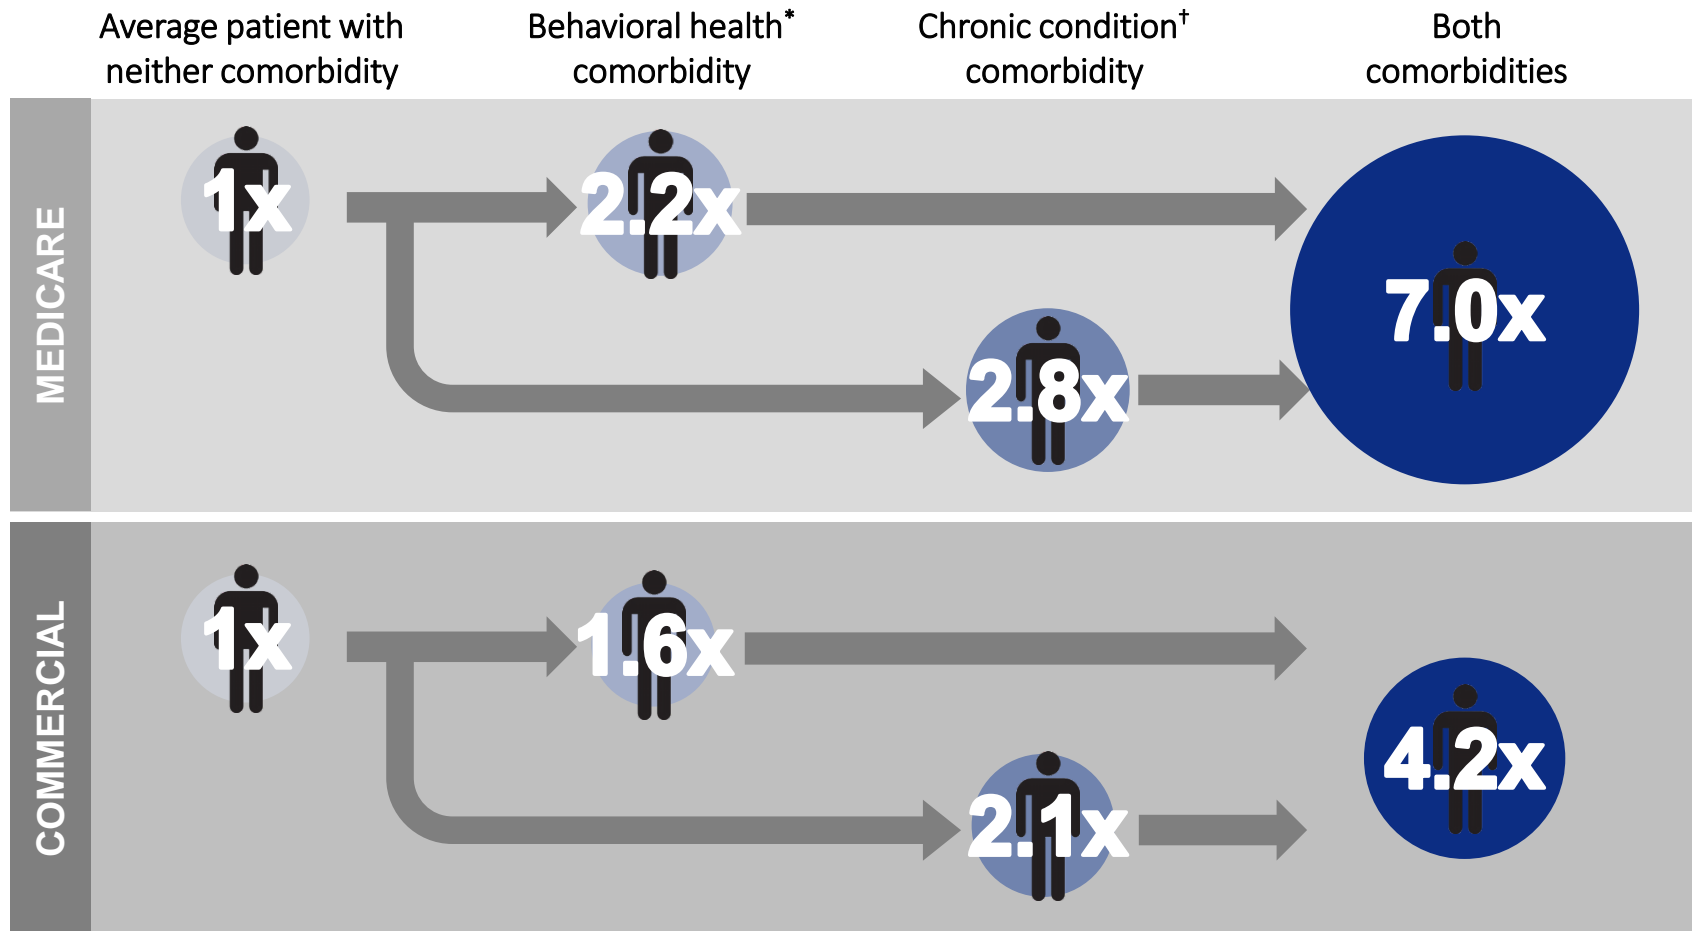 Average patient with
neither comorbidity
Behavioral health*
comorbidity
Chronic condition†
comorbidity
Both
comorbidities
MEDICARE
1x
2.2x
2.8x
7.0x
COMMERCIAL
1x
1.6x
2.1x
4.2x